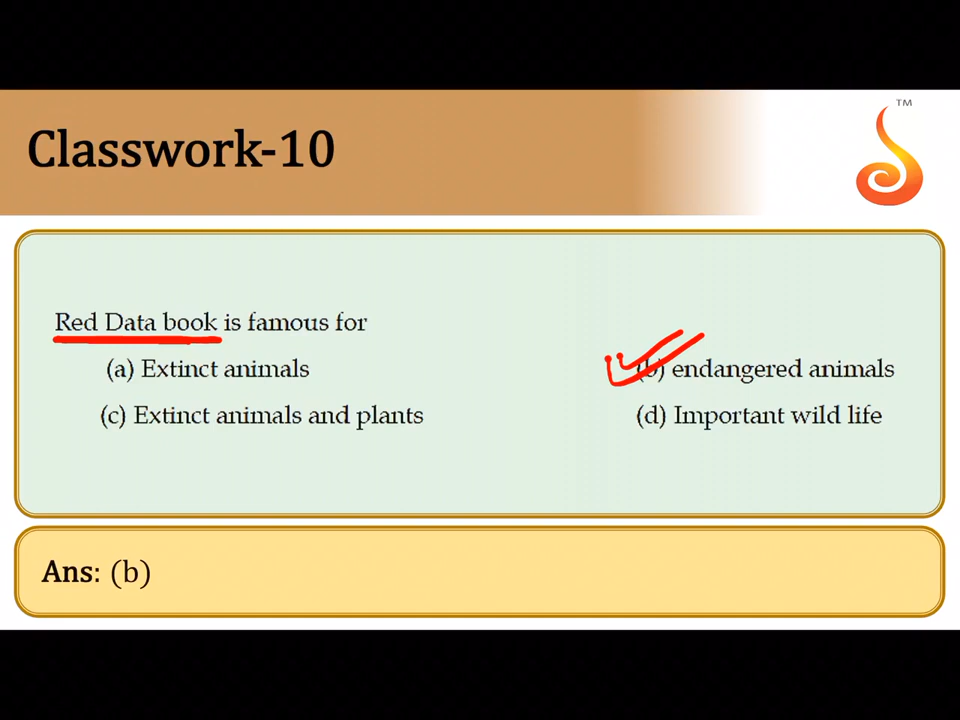 TM
Classwork-10
Red Data book is famous for
(a) Extinct animals (b) endangered animals
(c) Extinct animals and plants (d) Important wild life
Ans: (b)